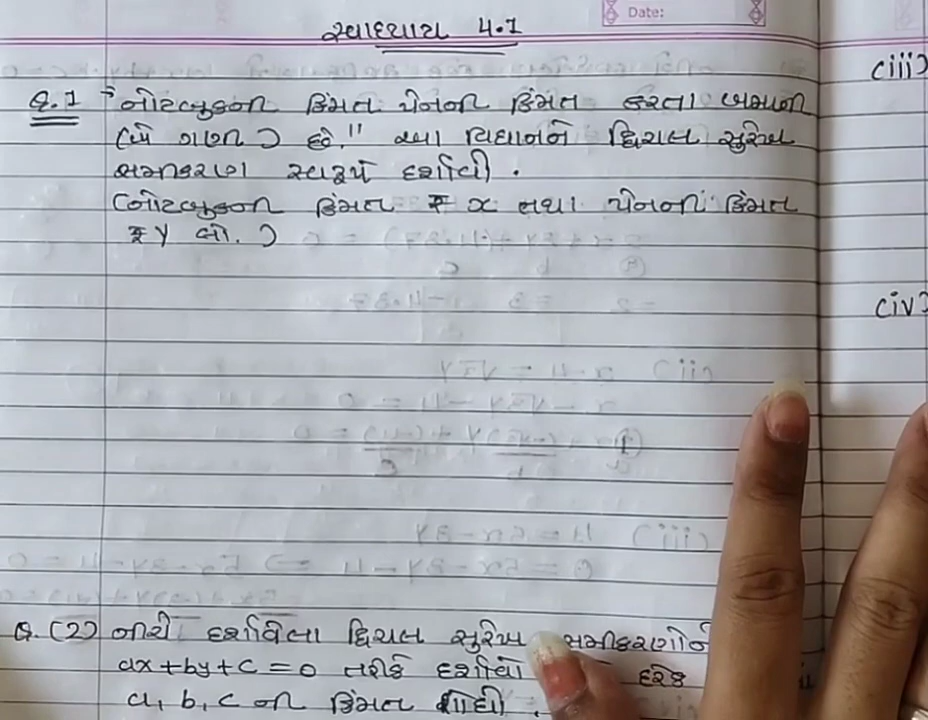 Date:
સ્વાધ્યાય 4.1
(iii)
Q.1 "નોટબુકની કિંમત પેનની કિંમત કરતા બમણી
(બે ગણી) છે." આ વિધાનને દ્વિચલ સુરેખ
સમીકરણ સ્વરૂપે દર્શાવો.
(નોટબુકની કિંમત ₹ x તથા પેનની કિંમત
₹ y લો.)
(iv)
Q.(2) નીચે દર્શાવેલા દ્વિચલ સુરેખ સમીકરણોને
ax+by+c=0 તરીકે દર્શાવો દરેક
a, b, c ની કિંમત શોધો.